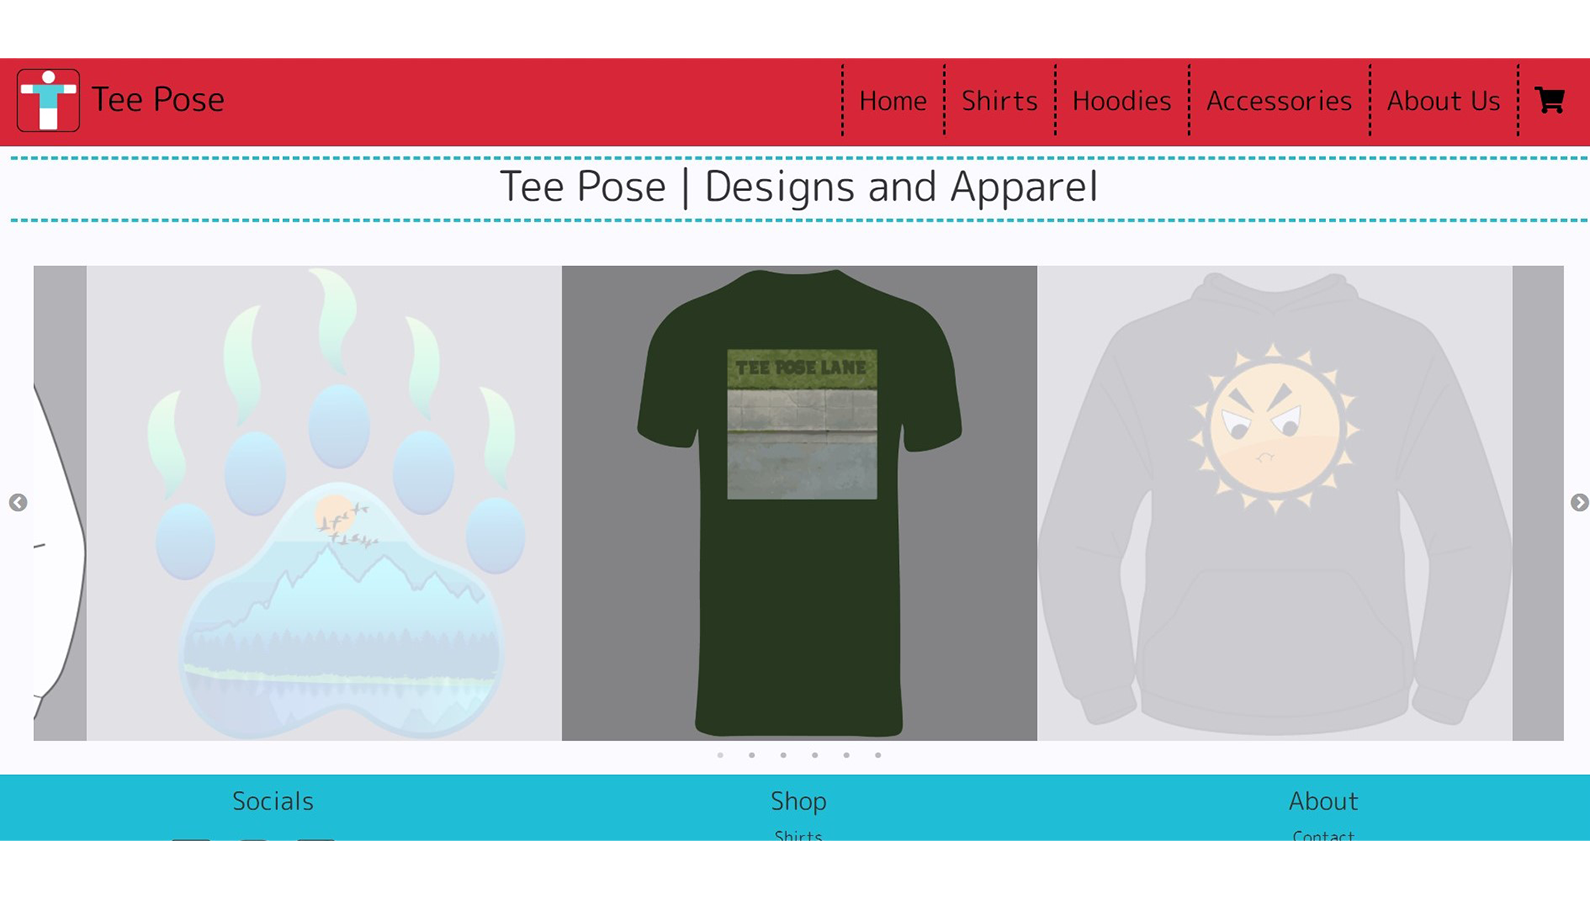 Tee Pose
Home
Shirts
Hoodies
Accessories
About Us
Tee Pose | Designs and Apparel
TEE POSE LANE
Socials
Shop
About
Shirts
Contact